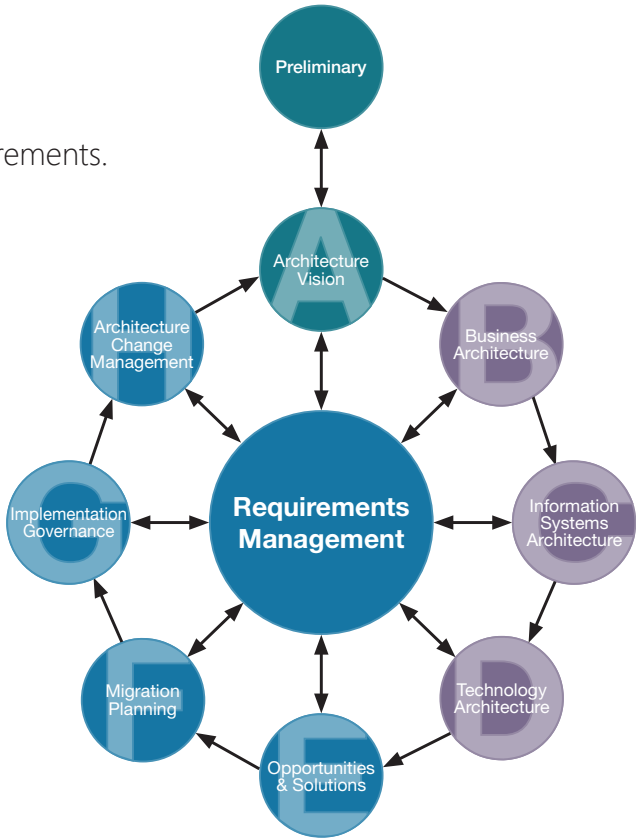 Preliminary
rements.
A
Architecture
Vision
H
Architecture
Change
Management
B
Business
Architecture
G
Implementation
Governance
Requirements
Management
C
Information
Systems
Architecture
F
Migration
Planning
D
Technology
Architecture
E
Opportunities
& Solutions